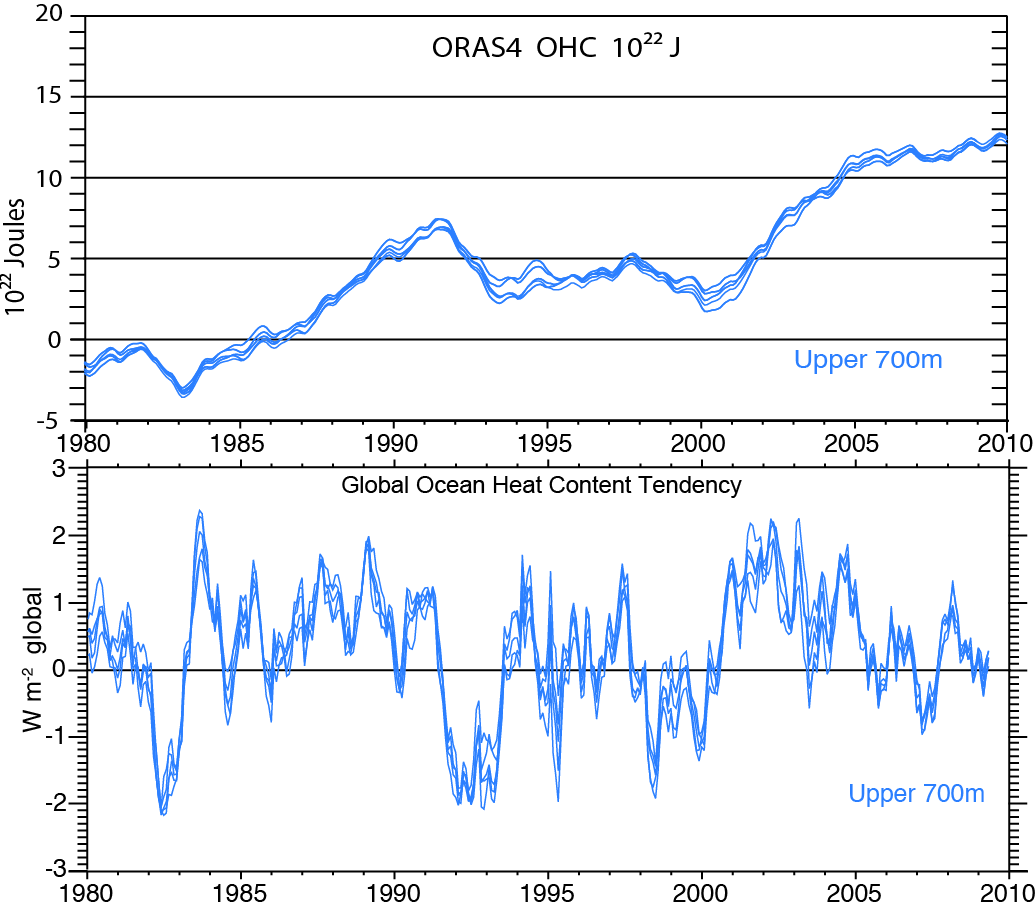 ORAS4 OHC 10²² J
20
15
10
5
0
-5
10²² Joules
Upper 700m
1980 1985 1990 1995 2000 2005 2010
Global Ocean Heat Content Tendency
3
2
1
0
-1
-2
-3
W m⁻² global
Upper 700m
1980 1985 1990 1995 2000 2005 2010